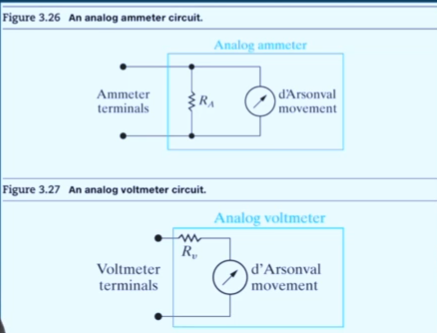 Figure 3.26 An analog ammeter circuit.
Analog ammeter
Ammeter
terminals
R_A
d'Arsonval
movement
Figure 3.27 An analog voltmeter circuit.
Analog voltmeter
R_v
Voltmeter
terminals
d'Arsonval
movement